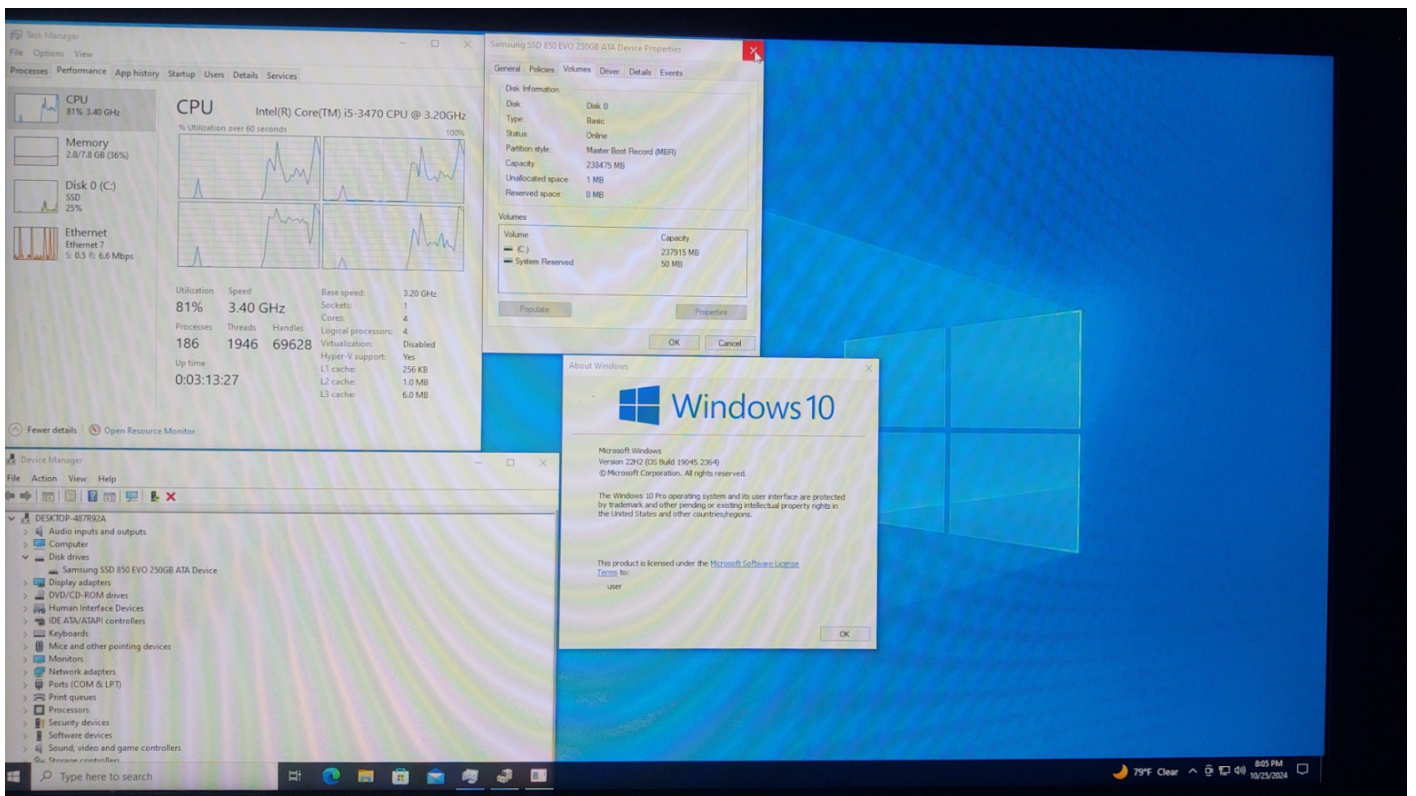 Task Manager
File Options View
Processes Performance App history Startup Users Details Services
CPU
81% 3.40 GHz
Memory
2.8/7.8 GB (36%)
Disk 0 (C:)
SSD
25%
Ethernet
Ethernet 7
S: 0.5 R: 6.6 Mbps
CPU Intel(R) Core(TM) i5-3470 CPU @ 3.20GHz
% Utilization over 60 seconds 100%
Utilization Speed
81% 3.40 GHz
Processes Threads Handles
186 1946 69628
Up time
0:03:13:27
Base speed: 3.20 GHz
Sockets: 1
Cores: 4
Logical processors: 4
Virtualization: Disabled
Hyper-V support: Yes
L1 cache: 256 KB
L2 cache: 1.0 MB
L3 cache: 6.0 MB
Fewer details Open Resource Monitor
Samsung SSD 850 EVO 250GB ATA Device Properties
General Policies Volumes Driver Details Events
Disk Information
Disk: Disk 0
Type: Basic
Status: Online
Partition style: Master Boot Record (MBR)
Capacity: 238475 MB
Unallocated space: 1 MB
Reserved space: 0 MB
Volumes
Volume Capacity
(C:) 237915 MB
System Reserved 50 MB
Populate Properties
OK Cancel
About Windows
Windows 10
Microsoft Windows
Version 22H2 (OS Build 19045.2364)
© Microsoft Corporation. All rights reserved.
The Windows 10 Pro operating system and its user interface are protected
by trademark and other pending or existing intellectual property rights in
the United States and other countries/regions.
This product is licensed under the Microsoft Software License
Terms to:
user
OK
Device Manager
File Action View Help
DESKTOP-487R92A
Audio inputs and outputs
Computer
Disk drives
Samsung SSD 850 EVO 250GB ATA Device
Display adapters
DVD/CD-ROM drives
Human Interface Devices
IDE ATA/ATAPI controllers
Keyboards
Mice and other pointing devices
Monitors
Network adapters
Ports (COM & LPT)
Print queues
Processors
Security devices
Software devices
Sound, video and game controllers
Storage controllers
Type here to search
79°F Clear
8:05 PM
10/25/2024